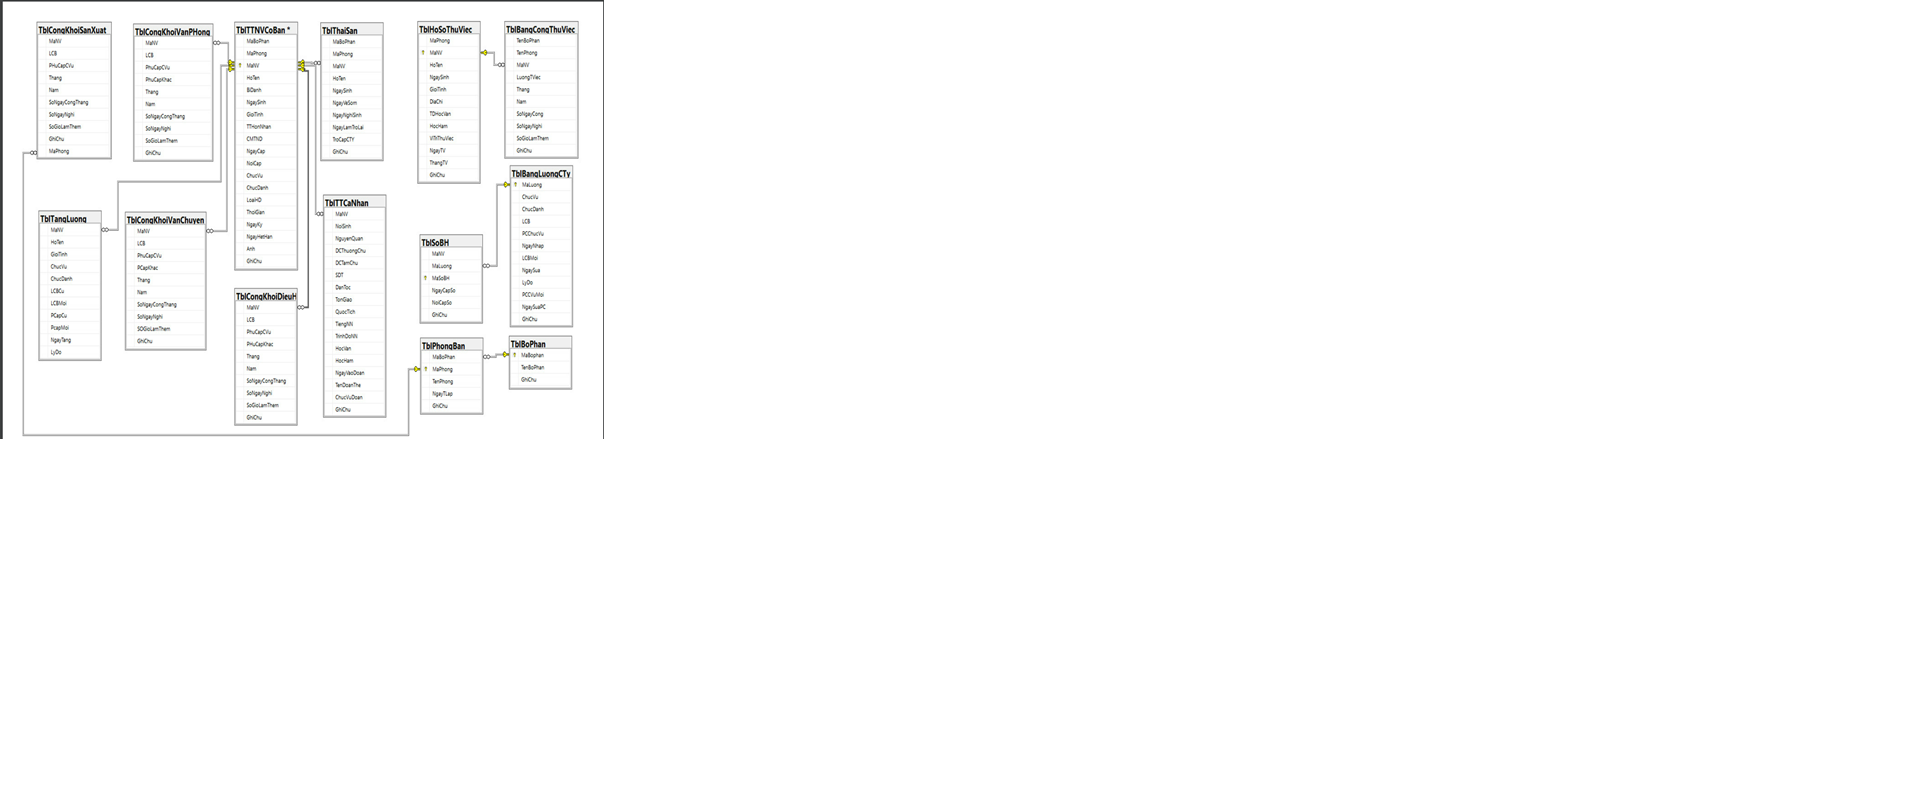 TblCongKhoiSanXuat
MaNV
LCB
PHuCapCVu
Thang
Nam
SoNgayCongThang
SoNgayNghi
SoGioLamThem
GhiChu
MaPhong
TblCongKhoiVanPHong
MaNV
LCB
PhuCapCVu
PhuCapKhac
Thang
Nam
SoNgayCongThang
SoNgayNghi
SoGioLamThem
GhiChu
TblTTNVCoBan *
MaBoPhan
MaPhong
MaNV
HoTen
BiDanh
NgaySinh
GioiTinh
TTHonNhan
CMTND
NgayCap
NoiCap
ChucVu
ChucDanh
LoaiHD
ThoiGian
NgayKy
NgayHetHan
Anh
GhiChu
TblThaiSan
MaBoPhan
MaPhong
MaNV
HoTen
NgaySinh
NgayVeSom
NgayNghiSinh
NgayLamTroLai
TroCapCTY
GhiChu
TblHoSoThuViec
MaPhong
MaNV
HoTen
NgaySinh
GioiTinh
DiaChi
TDHocVan
HocHam
ViTriThuViec
NgayTV
ThangTV
GhiChu
TblBangCongThuViec
TenBoPhan
TenPhong
MaNV
LuongTViec
Thang
Nam
SoNgayCong
SoNgayNghi
SoGioLamThem
GhiChu
TblBangLuongCTy
MaLuong
ChucVu
ChucDanh
LCB
PCChucVu
NgayNhap
LCBMoi
NgaySua
LyDo
PCCVuMoi
NgaySuaPC
GhiChu
TblTangLuong
MaNV
HoTen
GioiTinh
ChucVu
ChucDanh
LCBCu
LCBMoi
PCapCu
PcapMoi
NgayTang
LyDo
TblCongKhoiVanChuyen
MaNV
LCB
PhuCapCVu
PCapKhac
Thang
Nam
SoNgayCongThang
SoNgayNghi
SOGioLamThem
GhiChu
TblCongKhoiDieuH
MaNV
LCB
PHuCapCVu
PHuCapKhac
Thang
Nam
SoNgayCongThang
SoNgayNghi
SoGioLamThem
GhiChu
TblTTCaNhan
MaNV
NoiSinh
NguyenQuan
DCThuongChu
DCTamChu
SDT
DanToc
TonGiao
QuocTich
TiengNN
TrinhDoNN
HocVan
HocHam
NgayVaoDoan
TenDoanThe
ChucVuDoan
GhiChu
TblSoBH
MaNV
MaLuong
MaSoBH
NgayCapSo
NoiCapSo
GhiChu
TblPhongBan
MaBoPhan
MaPhong
TenPhong
NgayTLap
GhiChu
TblBoPhan
MaBophan
TenBoPhan
GhiChu